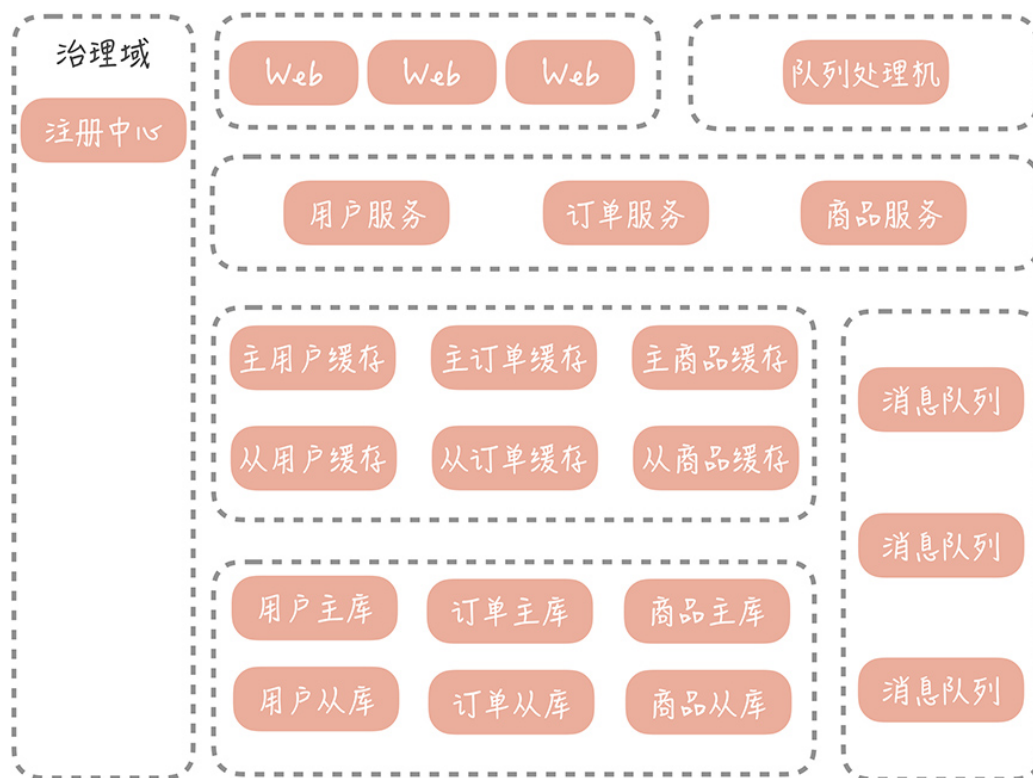 治理域
注册中心
Web
Web
Web
队列处理机
用户服务
订单服务
商品服务
主用户缓存
主订单缓存
主商品缓存
从用户缓存
从订单缓存
从商品缓存
消息队列
消息队列
消息队列
用户主库
订单主库
商品主库
用户从库
订单从库
商品从库